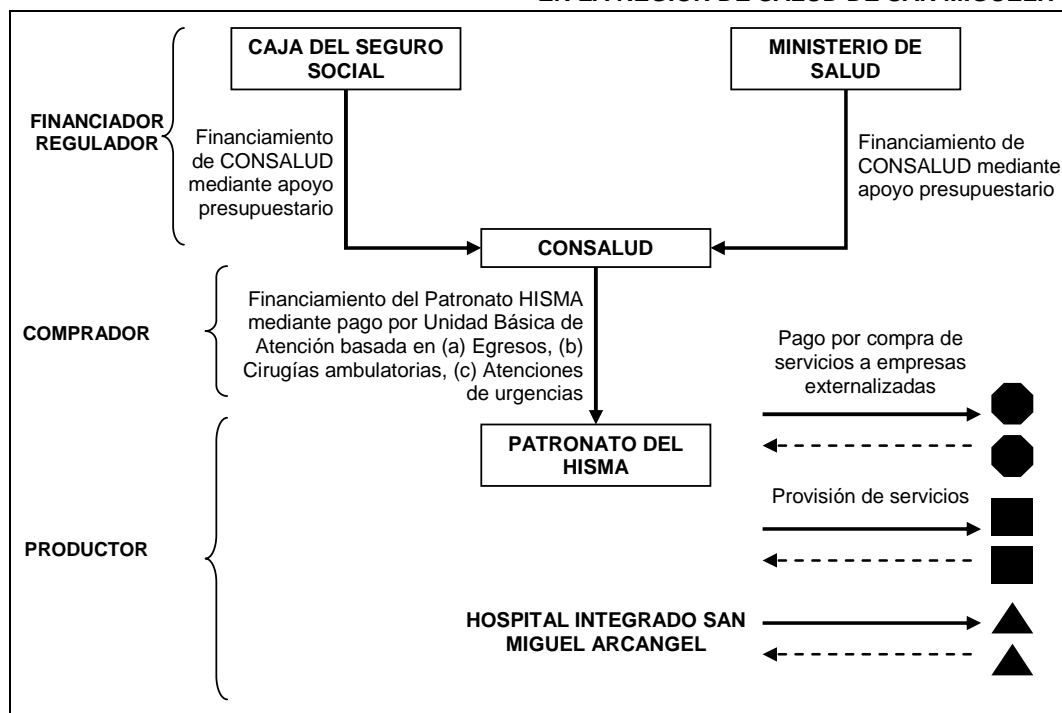 CAJA DEL SEGURO
SOCIAL
MINISTERIO DE
SALUD
FINANCIADOR
REGULADOR
Financiamiento
de CONSALUD
mediante apoyo
presupuestario
Financiamiento de
CONSALUD mediante
apoyo presupuestario
CONSALUD
COMPRADOR
Financiamiento del Patronato HISMA
mediante pago por Unidad Básica de
Atención basada en (a) Egresos, (b)
Cirugías ambulatorias, (c) Atenciones
de urgencias
Pago por compra de
servicios a empresas
externalizadas
PATRONATO DEL
HISMA
Provisión de servicios
PRODUCTOR
HOSPITAL INTEGRADO SAN
MIGUEL ARCANGEL